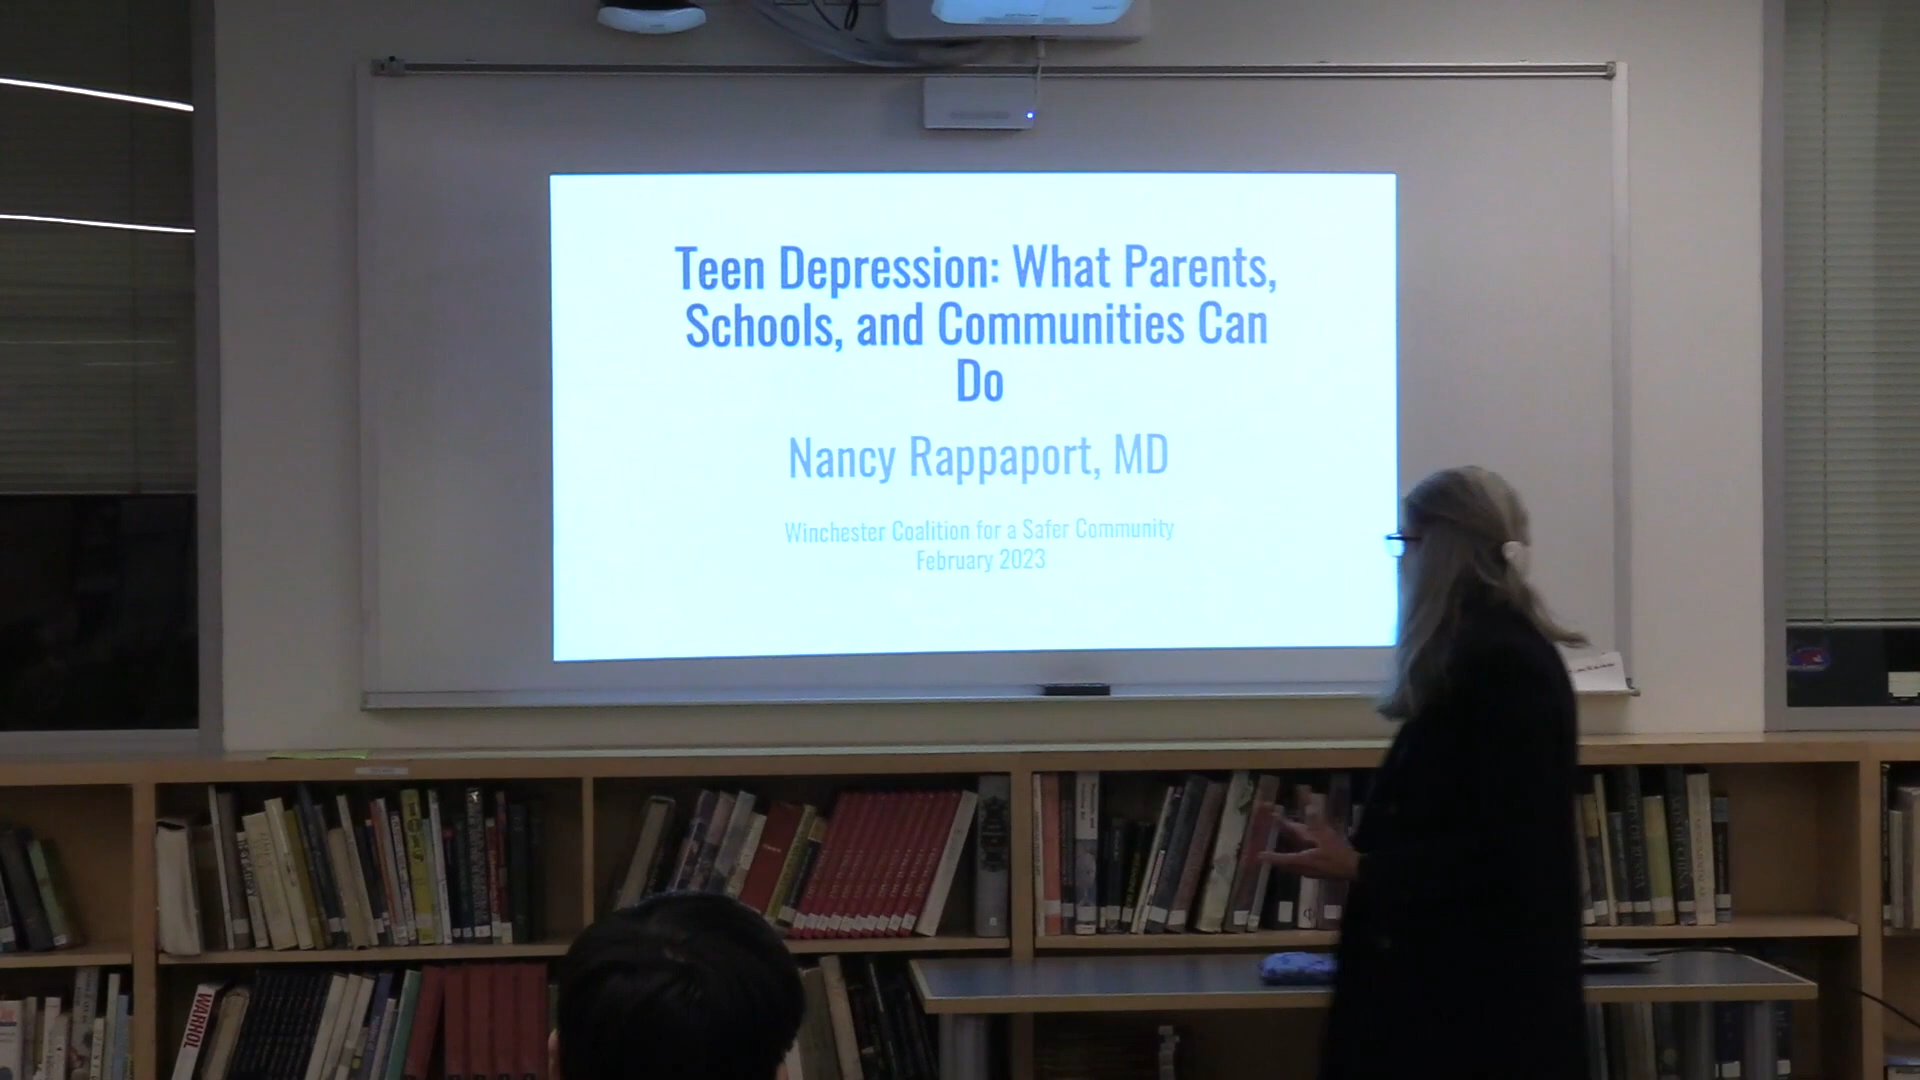 Teen Depression: What Parents,
Schools, and Communities Can
Do
Nancy Rappaport, MD
Winchester Coalition for a Safer Community
February 2023
WARHOL